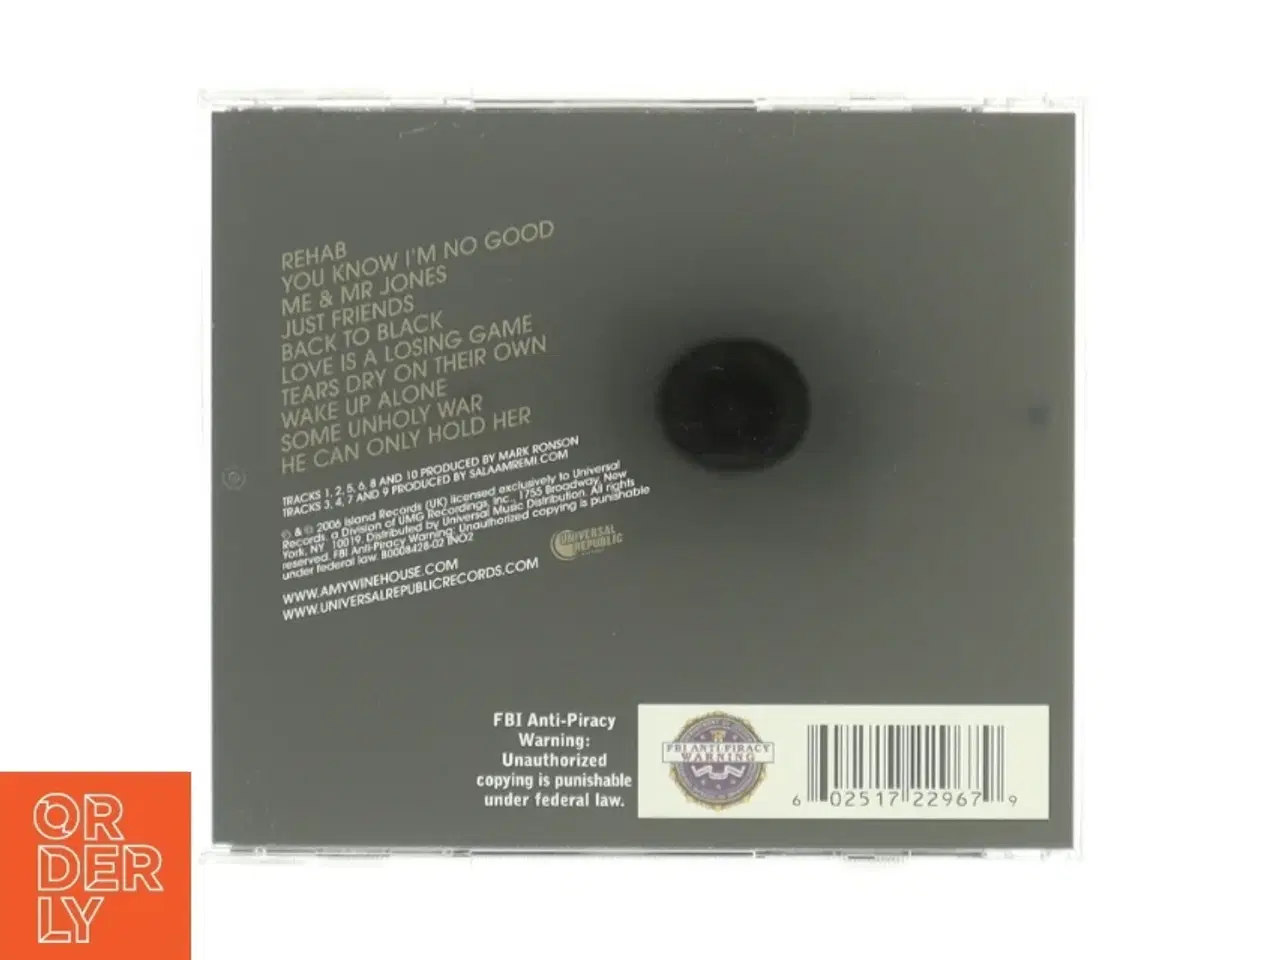 REHAB
YOU KNOW I'M NO GOOD
ME & MR JONES
JUST FRIENDS
BACK TO BLACK
LOVE IS A LOSING GAME
TEARS DRY ON THEIR OWN
WAKE UP ALONE
SOME UNHOLY WAR
HE CAN ONLY HOLD HER
TRACKS 1, 2, 5, 6, 8 AND 10 PRODUCED BY MARK RONSON
TRACKS 3, 4, 7 AND 9 PRODUCED BY SALAAMREMI.COM
℗ & © 2006 Island Records (UK) licensed exclusively to Universal
Records, a Division of UMG Recordings, Inc., 1755 Broadway, New
York, NY 10019. Distributed by Universal Music Distribution. All rights
reserved. FBI Anti-Piracy Warning: Unauthorized copying is punishable
under federal law. B0008428-02 INO2
UNIVERSAL
REPUBLIC
WWW.AMYWINEHOUSE.COM
WWW.UNIVERSALREPUBLICRECORDS.COM
FBI Anti-Piracy
Warning:
Unauthorized
copying is punishable
under federal law.
FBI ANTI-PIRACY
WARNING
6 02517 22967 9
ORDERLY